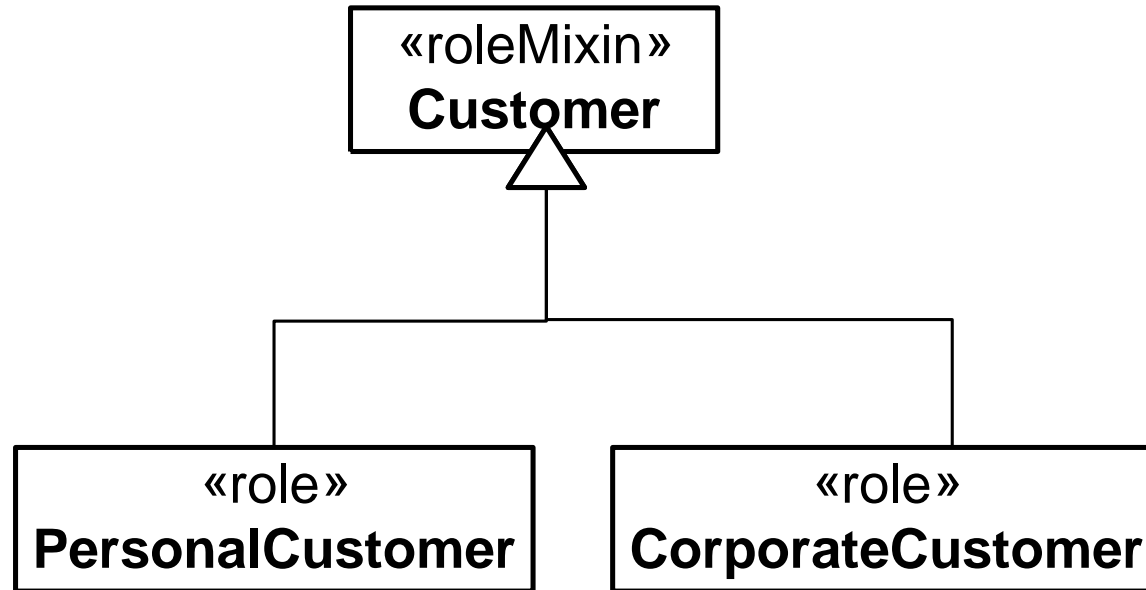 «roleMixin»
Customer
«role»
PersonalCustomer
«role»
CorporateCustomer